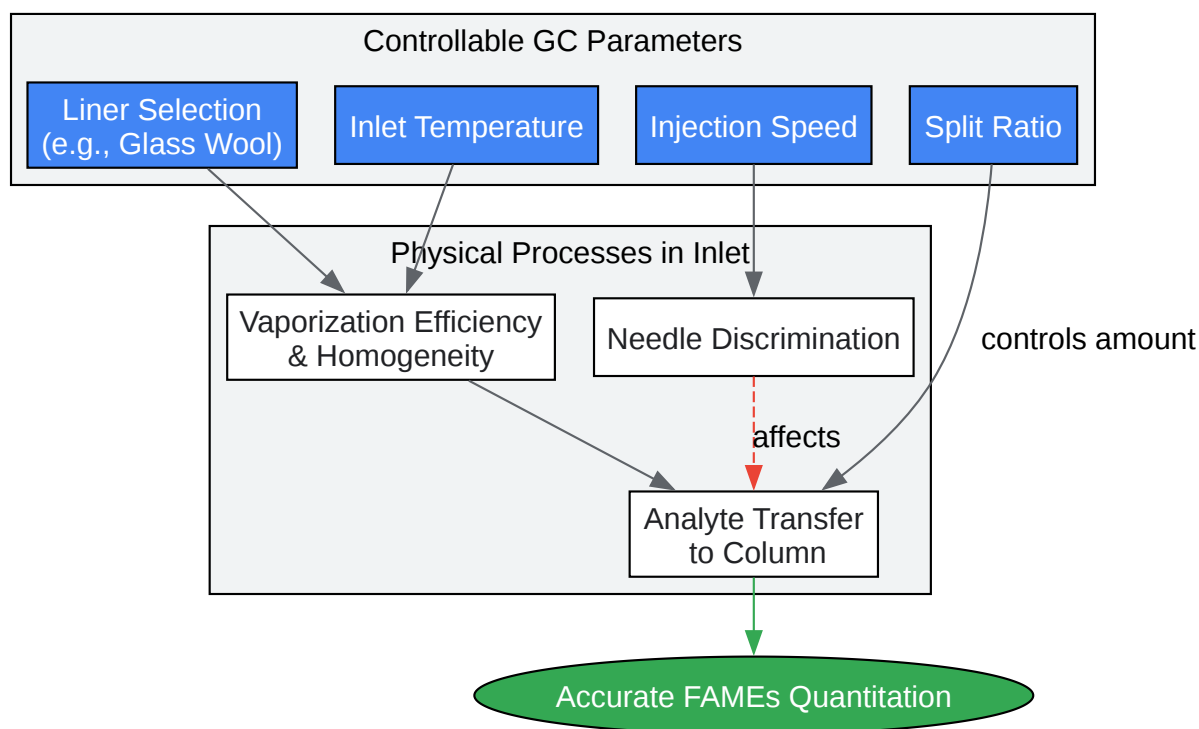 Controllable GC Parameters
Liner Selection
(e.g., Glass Wool)
Inlet Temperature
Injection Speed
Split Ratio
Physical Processes in Inlet
Vaporization Efficiency
& Homogeneity
Needle Discrimination
controls amount
affects
Analyte Transfer
to Column
Accurate FAMEs Quantitation